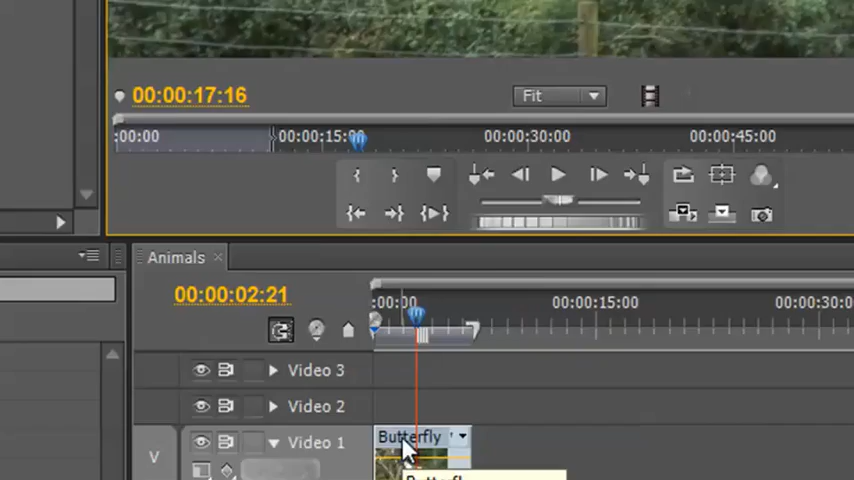 00:00:17:16
Fit
:00:00
00:00:15:00
00:00:30:00
00:00:45:00
Animals
00:00:02:21
:00:00
00:00:15:00
00:00:30:00
Video 3
Video 2
V
Video 1
Butterfly
Butterfl